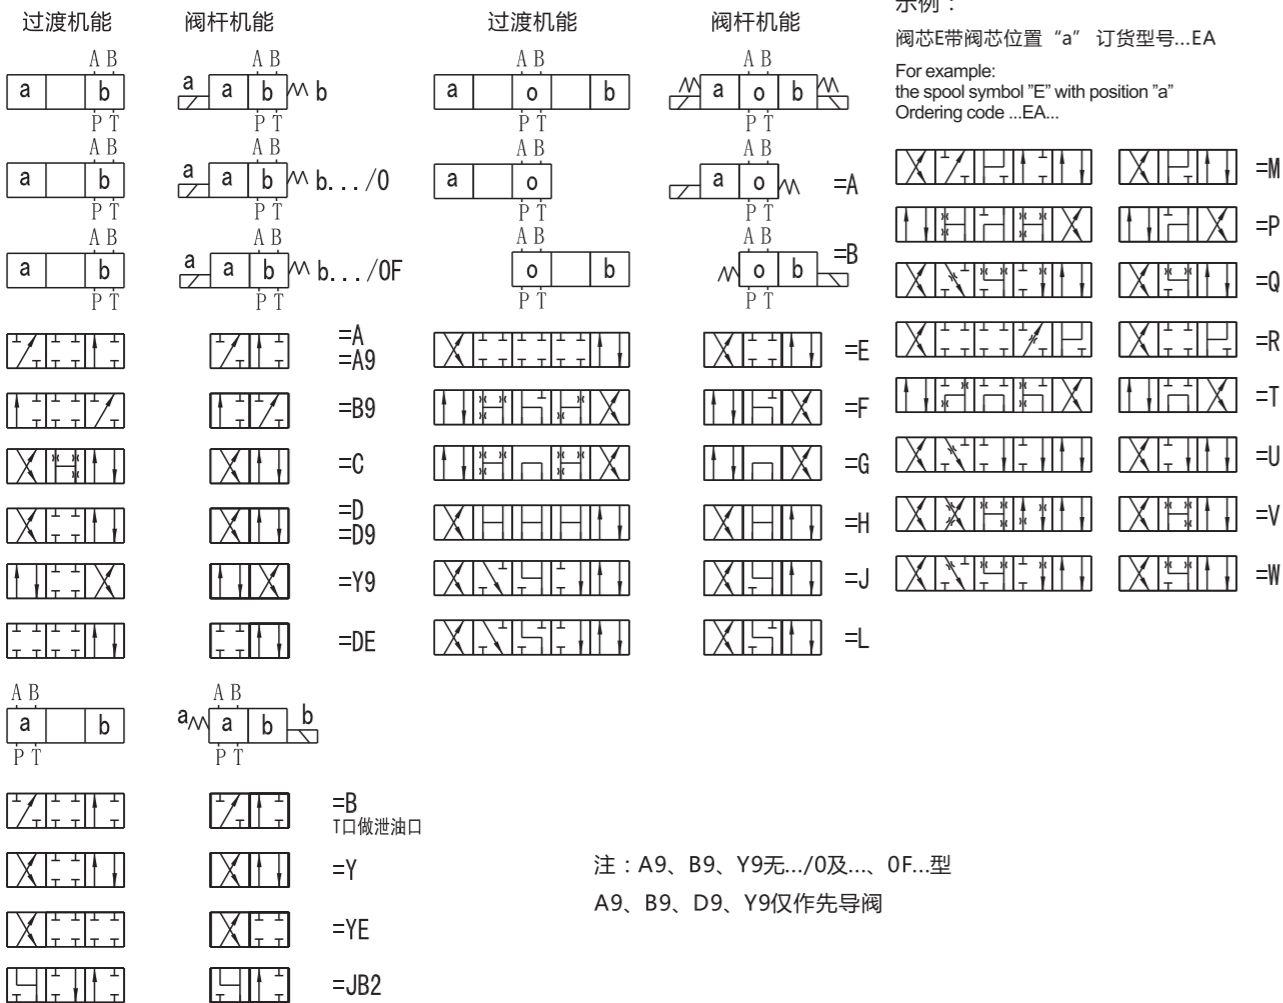 过渡机能 阀杆机能 过渡机能 阀杆机能
示例：
阀芯E带阀芯位置“a” 订货型号...EA
For example:
the spool symbol "E" with position "a"
Ordering code ...EA...
A B A B A B A B
a b a a b b a o b a o b
P T P T P T P T
A B A B A B A B
a b a a b b.../0 a o a o =A
P T P T P T P T
A B A B A B A B
a b a a b b.../0F o b o b =B
P T P T P T P T
=A
=A9
=B9
=C
=D
=D9
=Y9
=DE
=E
=F
=G
=H
=J
=L
=M
=P
=Q
=R
=T
=U
=V
=W
A B A B
a b a a b b
P T P T
=B
T口做泄油口
=Y
=YE
=JB2
注：A9、B9、Y9无.../0及...、0F...型
A9、B9、D9、Y9仅作先导阀